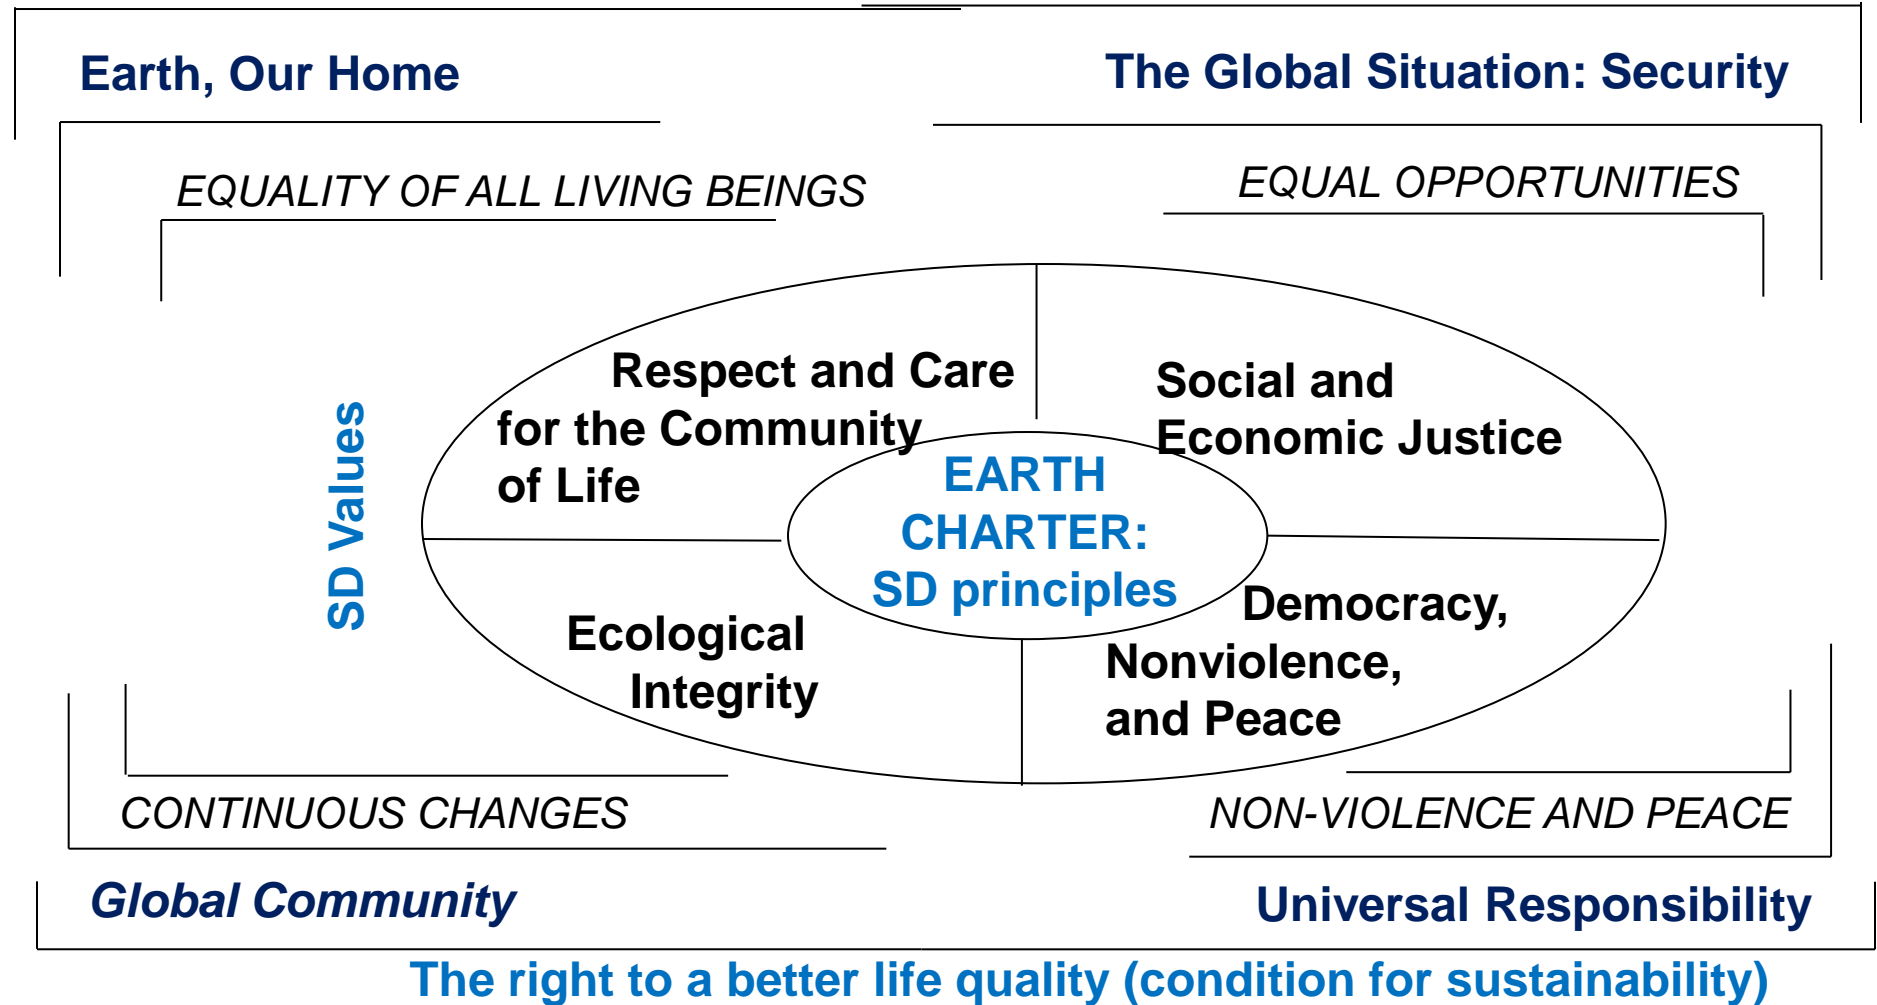 Earth, Our Home
The Global Situation: Security
EQUALITY OF ALL LIVING BEINGS
EQUAL OPPORTUNITIES
SD Values
Respect and Care
for the Community
of Life
Social and
Economic Justice
EARTH
CHARTER:
SD principles
Ecological
Integrity
Democracy,
Nonviolence,
and Peace
CONTINUOUS CHANGES
NON-VIOLENCE AND PEACE
Global Community
Universal Responsibility
The right to a better life quality (condition for sustainability)